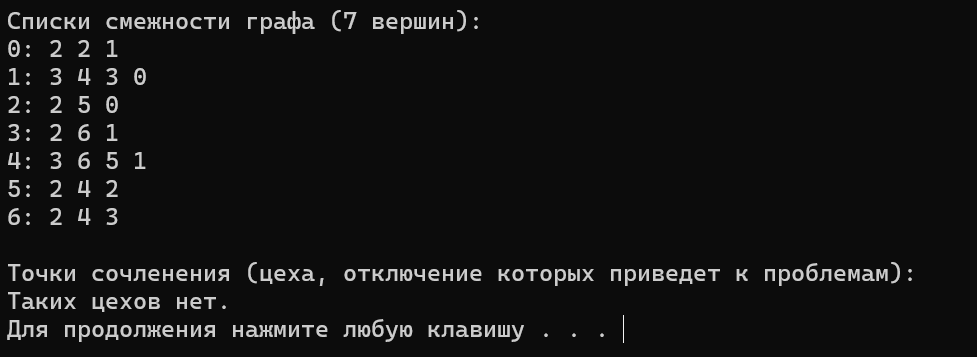 Списки смежности графа (7 вершин):
0: 2 2 1
1: 3 4 3 0
2: 2 5 0
3: 2 6 1
4: 3 6 5 1
5: 2 4 2
6: 2 4 3
Точки сочленения (цеха, отключение которых приведет к проблемам):
Таких цехов нет.
Для продолжения нажмите любую клавишу . . .